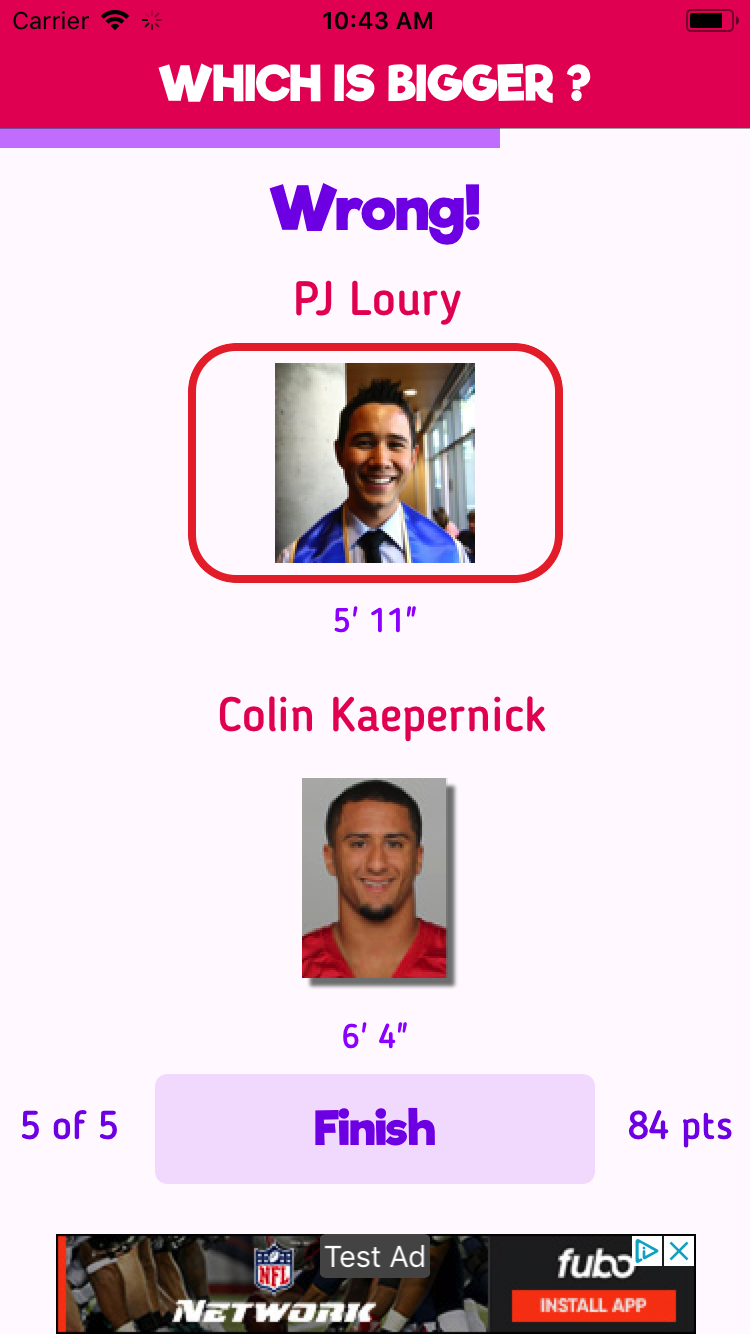 Carrier 10:43 AM
WHICH IS BIGGER ?
Wrong!
PJ Loury
5' 11"
Colin Kaepernick
6' 4"
5 of 5
Finish
84 pts
Test Ad
NFL
NETWORK
fubo
INSTALL APP